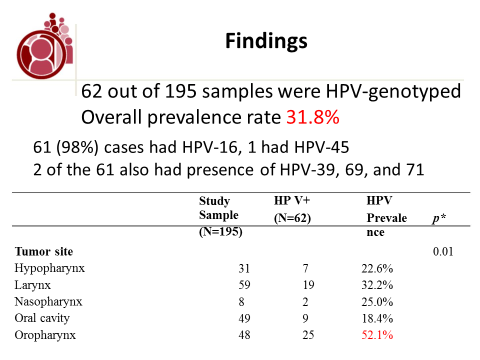 Findings
62 out of 195 samples were HPV-genotyped
Overall prevalence rate 31.8%
61 (98%) cases had HPV-16, 1 had HPV-45
2 of the 61 also had presence of HPV-39, 69, and 71
Study Sample (N=195) HP V+ (N=62) HPV Prevale nce p*
Tumor site 0.01
Hypopharynx 31 7 22.6%
Larynx 59 19 32.2%
Nasopharynx 8 2 25.0%
Oral cavity 49 9 18.4%
Oropharynx 48 25 52.1%